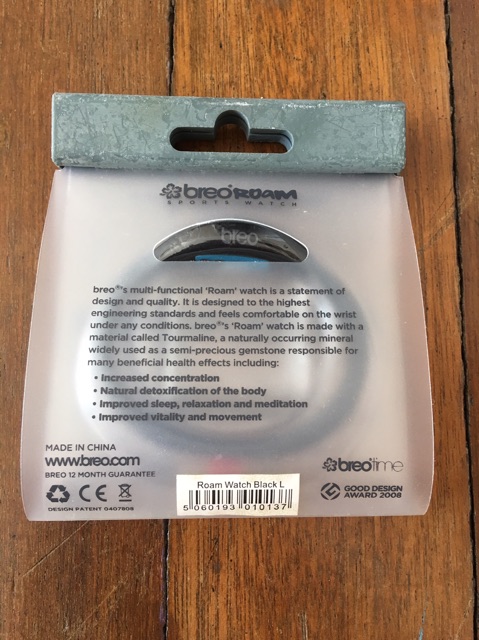 breo® ROAM
SPORTS WATCH
breo
breo®'s multi-functional 'Roam' watch is a statement of
design and quality. It is designed to the highest
engineering standards and feels comfortable on the wrist
under any conditions. breo®'s 'Roam' watch is made with a
material called Tourmaline, a naturally occurring mineral
widely used as a semi-precious gemstone responsible for
many beneficial health effects including:
• Increased concentration
• Natural detoxification of the body
• Improved sleep, relaxation and meditation
• Improved vitality and movement
MADE IN CHINA
www.breo.com
BREO 12 MONTH GUARANTEE
CE
DESIGN PATENT 0407808
Roam Watch Black L
5 060193 010137
breo®time
GOOD DESIGN
AWARD 2008